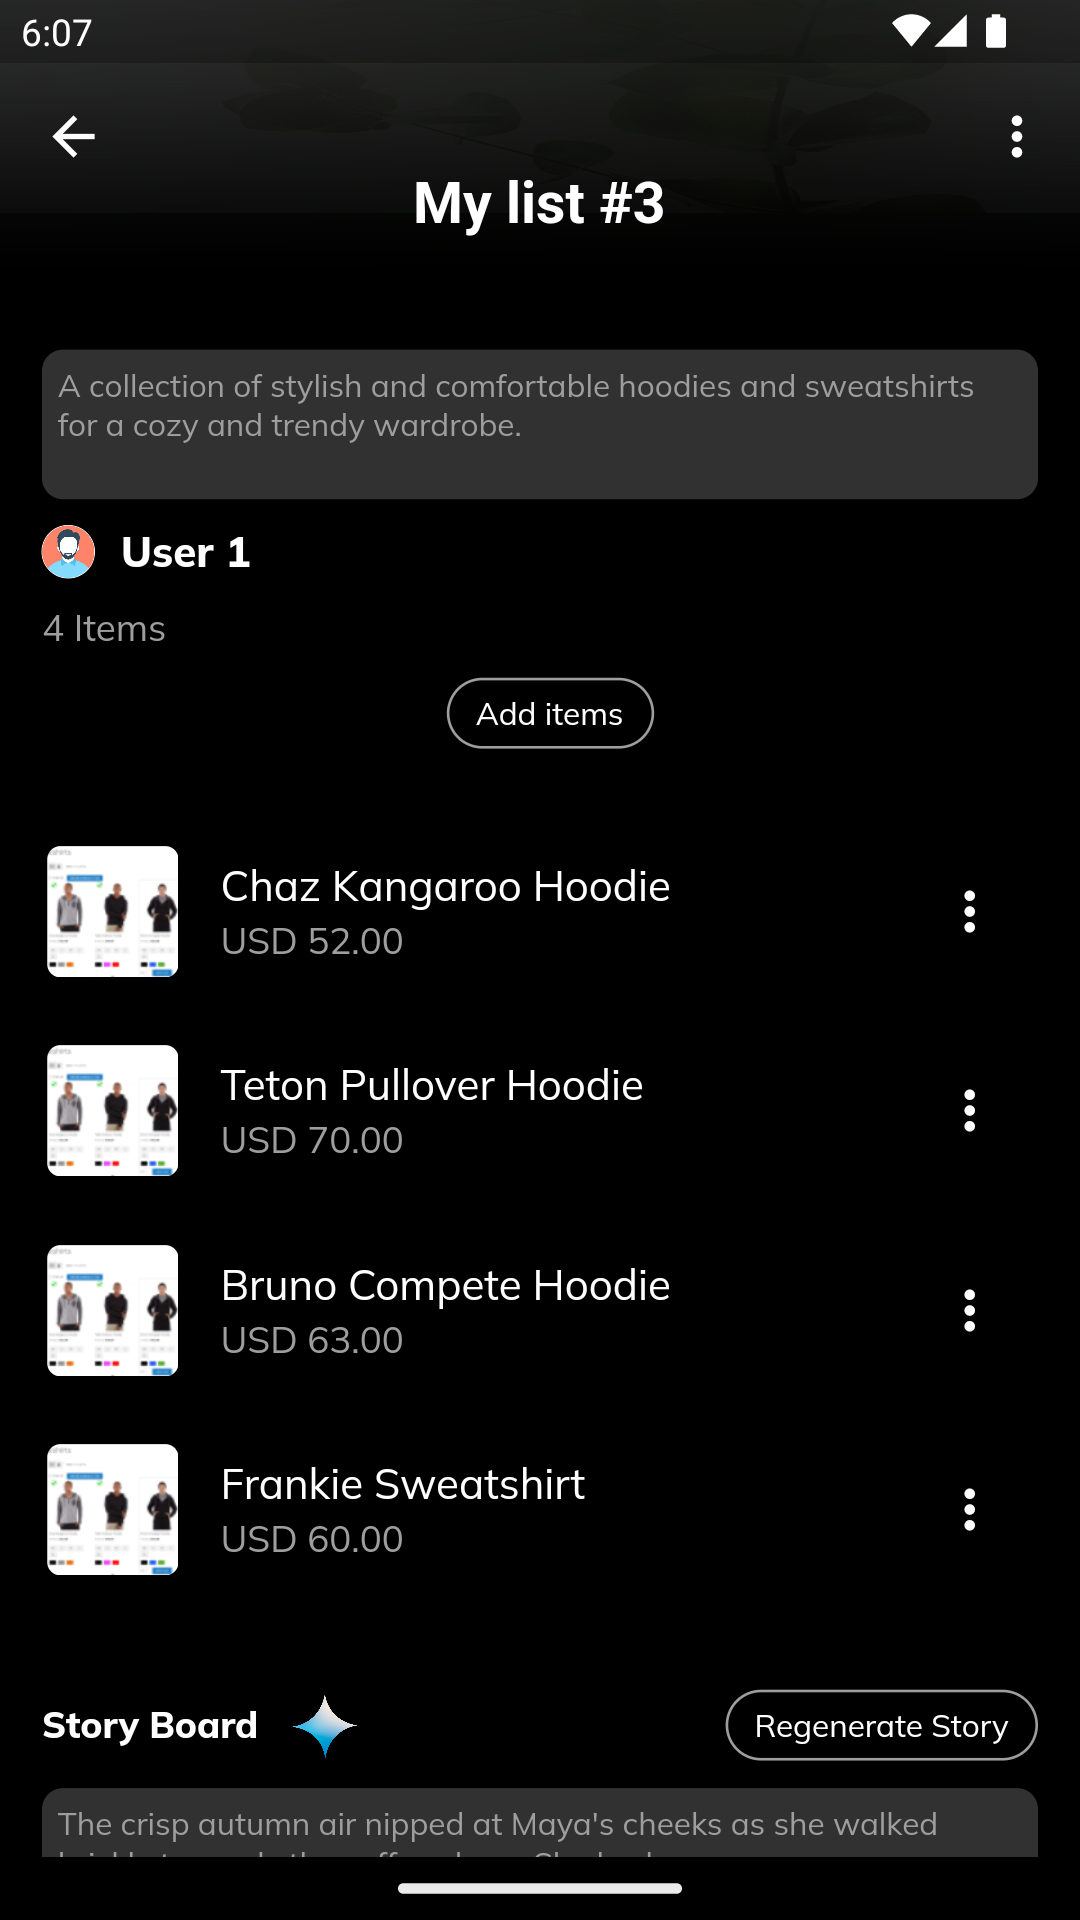 6:07
My list #3
A collection of stylish and comfortable hoodies and sweatshirts
for a cozy and trendy wardrobe.
User 1
4 Items
Add items
Chaz Kangaroo Hoodie
USD 52.00
Teton Pullover Hoodie
USD 70.00
Bruno Compete Hoodie
USD 63.00
Frankie Sweatshirt
USD 60.00
Story Board
Regenerate Story
The crisp autumn air nipped at Maya's cheeks as she walked